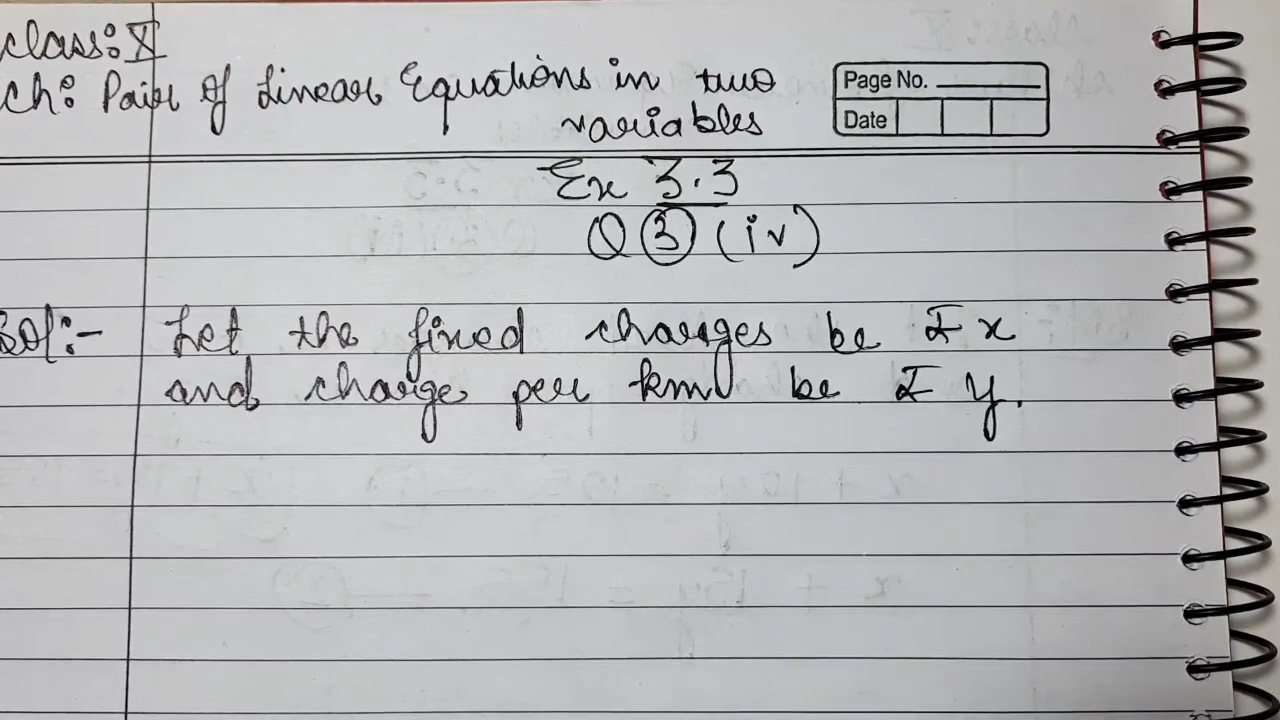 Class: X
Ch: Pair of Linear Equations in two
variables
Page No.
Date
Ex 3.3
Q 3 (iv)
Sol:- Let the fixed charges be ₹ x
and charge per km be ₹ y.